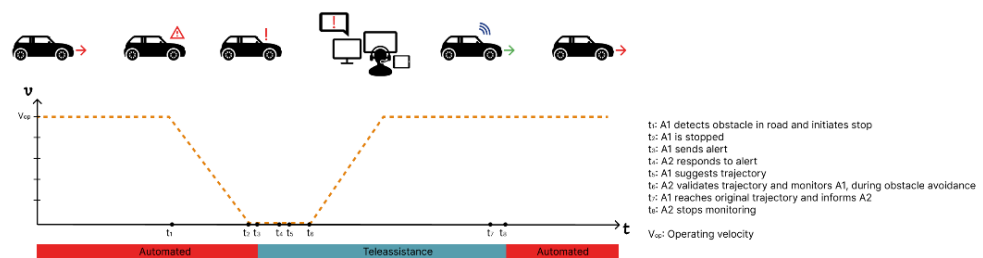 !
!
v
Vop
t₁
t₂
t₃
t₄
t₅
t₆
t₇
t₈
t
Automated
Teleassistance
Automated
t₁: A1 detects obstacle in road and initiates stop
t₂: A1 is stopped
t₃: A1 sends alert
t₄: A2 responds to alert
t₅: A1 suggests trajectory
t₆: A2 validates trajectory and monitors A1, during obstacle avoidance
t₇: A1 reaches original trajectory and informs A2
t₈: A2 stops monitoring
Vop: Operating velocity